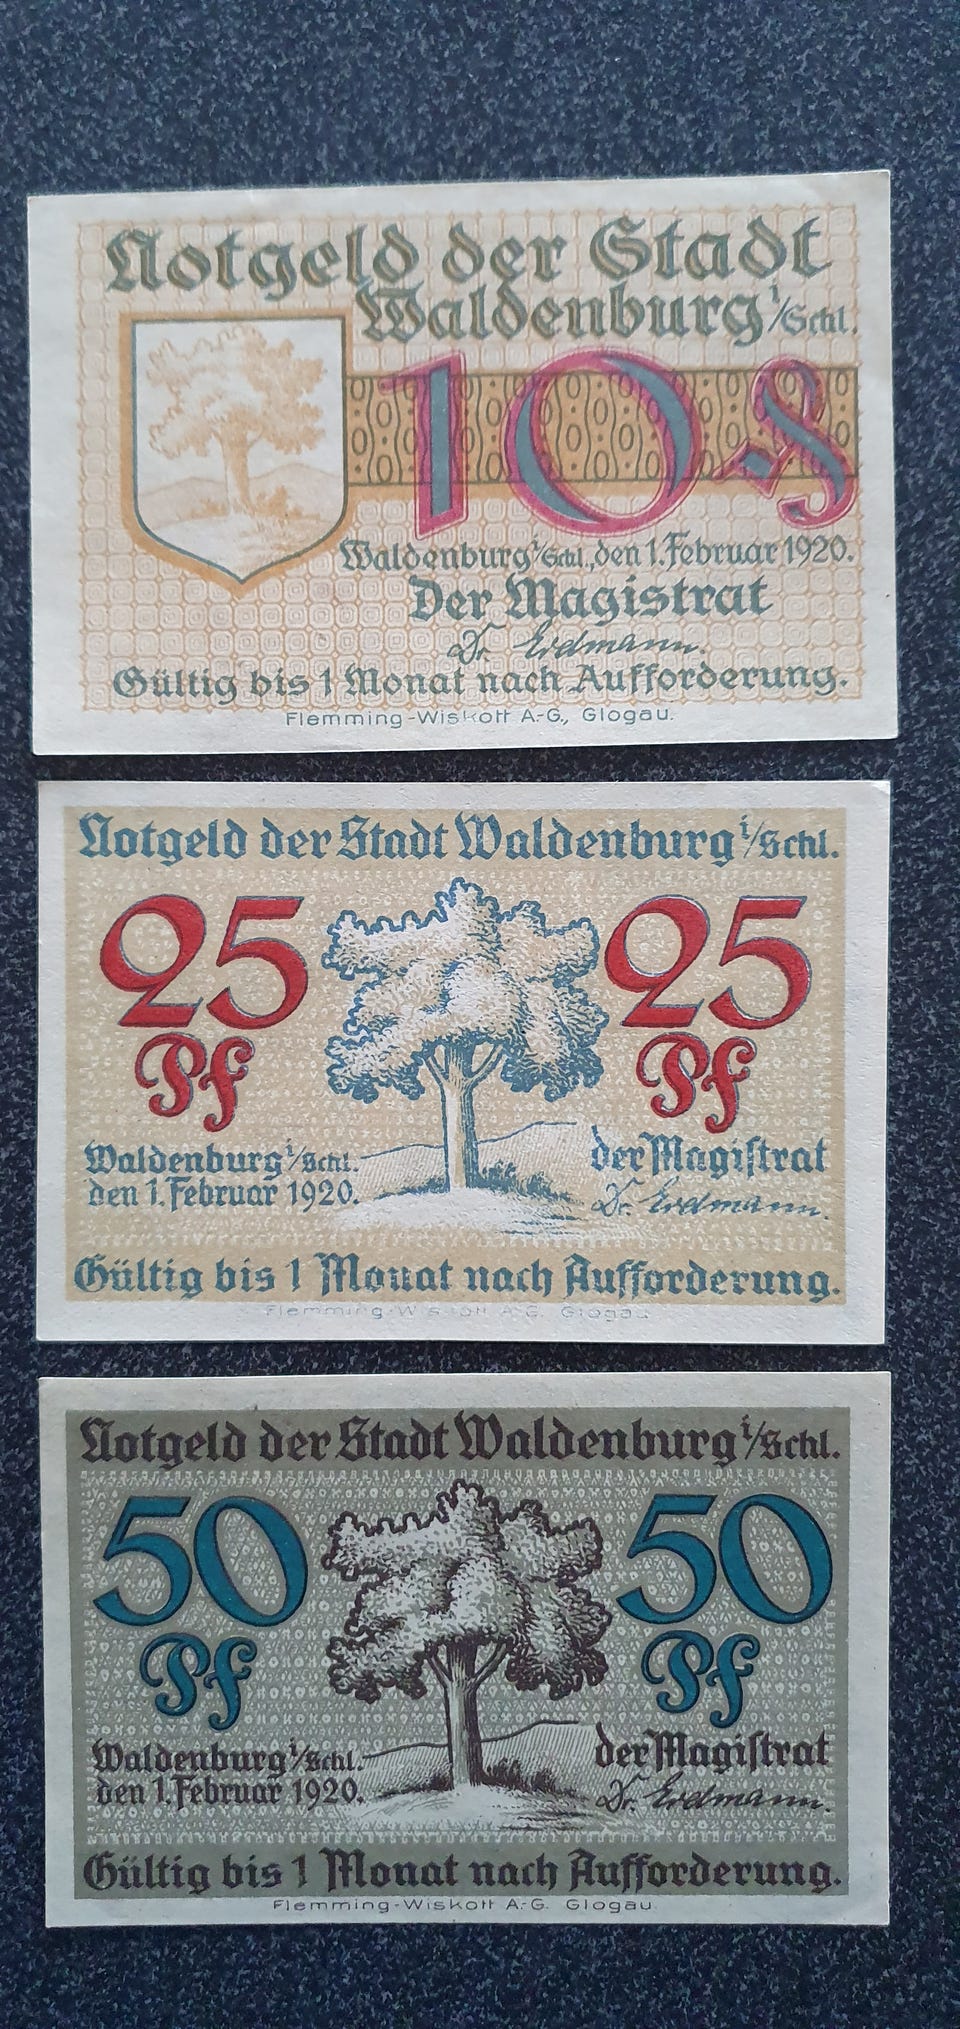 Notgeld der Stadt
Waldenburg i/Schl.
10 ₰
Waldenburg i/Schl., den 1. Februar 1920.
Der Magistrat
Dr. Erdmann.
Gültig bis 1 Monat nach Aufforderung.
Flemming-Wiskott A.-G., Glogau.
Notgeld der Stadt Waldenburg i/Schl.
25 25
Pf Pf
Waldenburg i/Schl. der Magistrat
den 1. Februar 1920. Dr. Erdmann.
Gültig bis 1 Monat nach Aufforderung.
Flemming-Wiskott A.-G. Glogau
Notgeld der Stadt Waldenburg i/Schl.
50 50
Pf Pf
Waldenburg i/Schl. der Magistrat
den 1. Februar 1920. Dr. Erdmann.
Gültig bis 1 Monat nach Aufforderung.
Flemming-Wiskott A.-G. Glogau